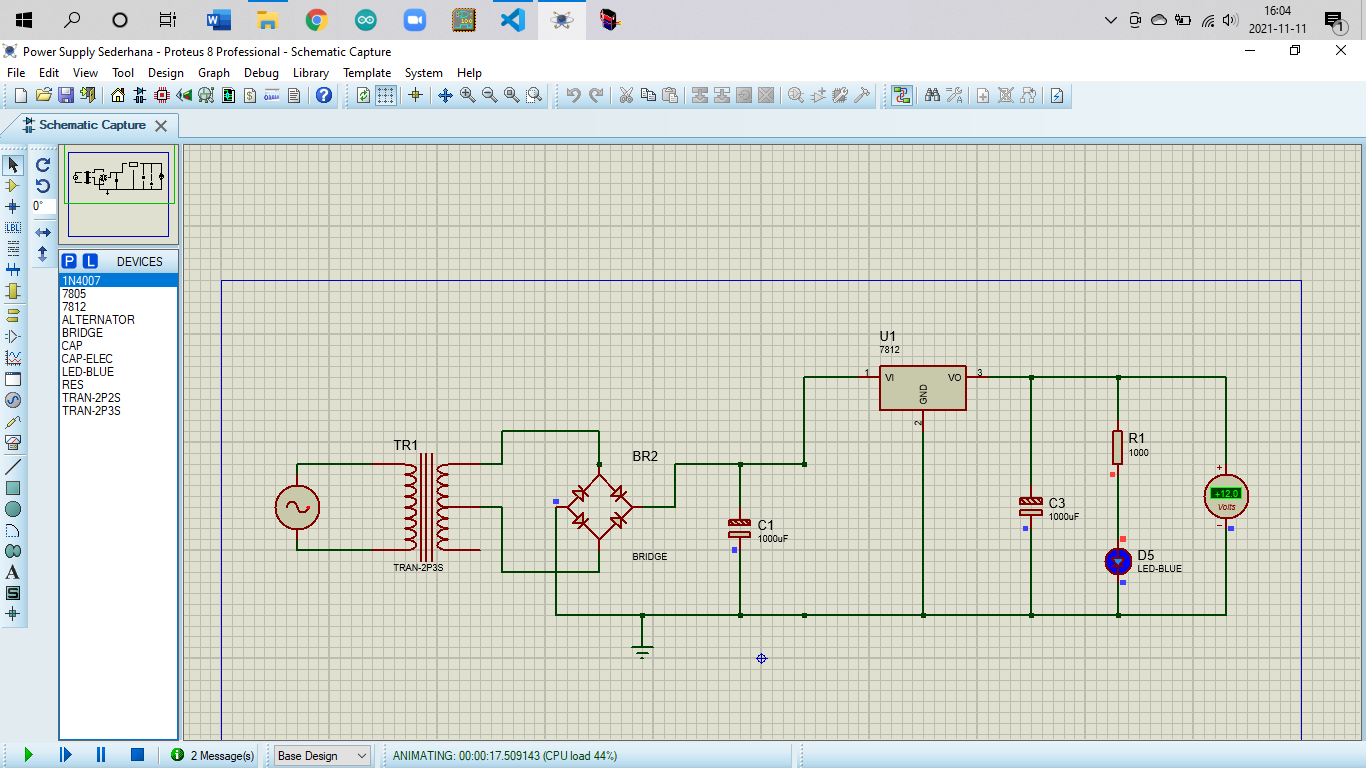 16:04
2021-11-11
1
Power Supply Sederhana - Proteus 8 Professional - Schematic Capture
File Edit View Tool Design Graph Debug Library Template System Help
Schematic Capture
0°
LBL
P L DEVICES
1N4007
7805
7812
ALTERNATOR
BRIDGE
CAP
CAP-ELEC
LED-BLUE
RES
TRAN-2P2S
TRAN-2P3S
A
S
U1
7812
1 VI VO 3
GND
2
TR1
TRAN-2P3S
BR2
BRIDGE
C1
1000uF
C3
1000uF
R1
1000
D5
LED-BLUE
+
+12.0
Volts
−
2 Message(s) Base Design ANIMATING: 00:00:17.509143 (CPU load 44%)